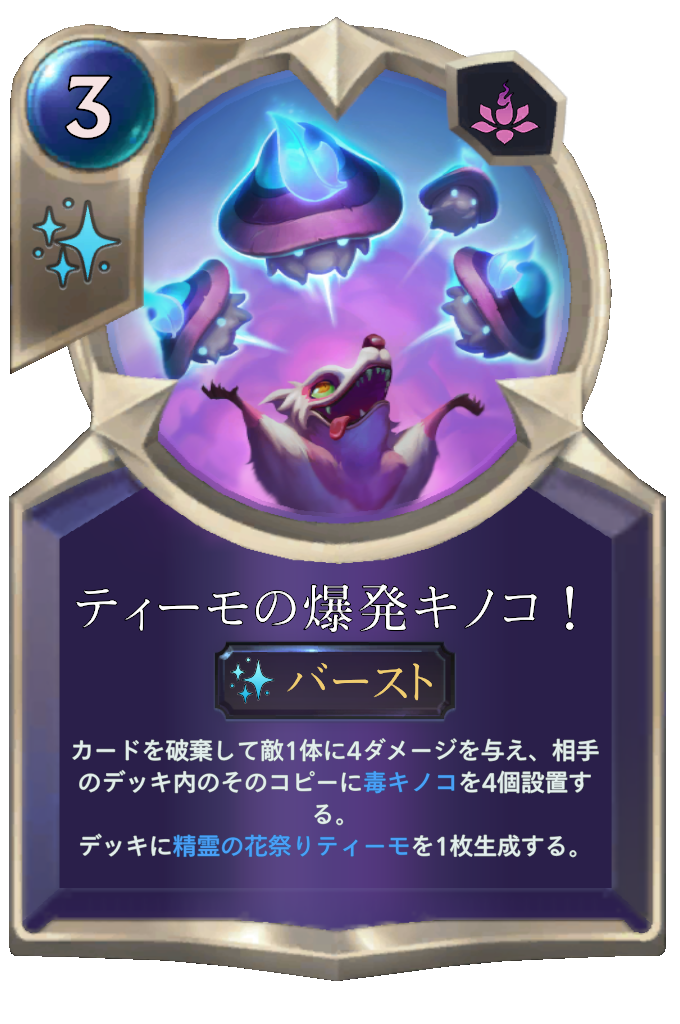 3
ティーモの爆発キノコ！
バースト
カードを破棄して敵1体に4ダメージを与え、相手
のデッキ内のそのコピーに毒キノコを4個設置す
る。
デッキに精霊の花祭りティーモを1枚生成する。